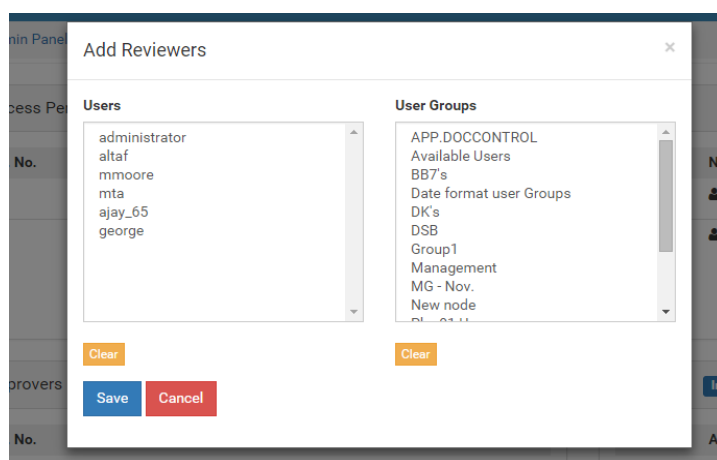 min Panel
Add Reviewers
×
cess Per
Users
User Groups
No.
administrator
altaf
mmoore
mta
ajay_65
george
APP.DOCCONTROL
Available Users
BB7's
Date format user Groups
DK's
DSB
Group1
Management
MG - Nov.
New node
N
Clear
Clear
provers
Save
Cancel
No.
A